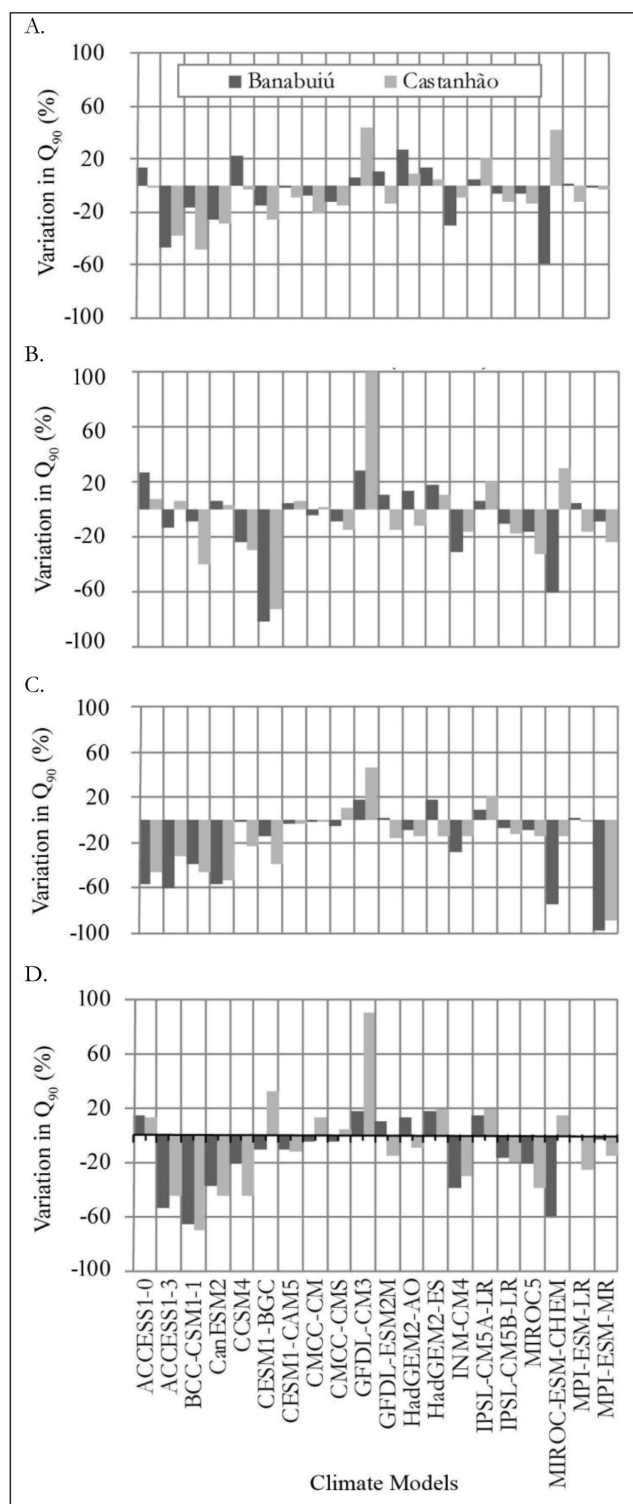 A.
Banabuiú Castanhão
100
60
20
-20
-60
-100
Variation in Q90 (%)
B.
100
60
20
-20
-60
-100
Variation in Q90 (%)
C.
100
60
20
-20
-60
-100
Variation in Q90 (%)
D.
100
60
20
-20
-60
-100
Variation in Q90 (%)
ACCESS1-0
ACCESS1-3
BCC-CSM1-1
CanESM2
CCSM4
CESM1-BGC
CESM1-CAM5
CMCC-CM
CMCC-CMS
GFDL-CM3
GFDL-ESM2M
HadGEM2-AO
HadGEM2-ES
INM-CM4
IPSL-CM5A-LR
IPSL-CM5B-LR
MIROC5
MIROC-ESM-CHEM
MPI-ESM-LR
MPI-ESM-MR
Climate Models